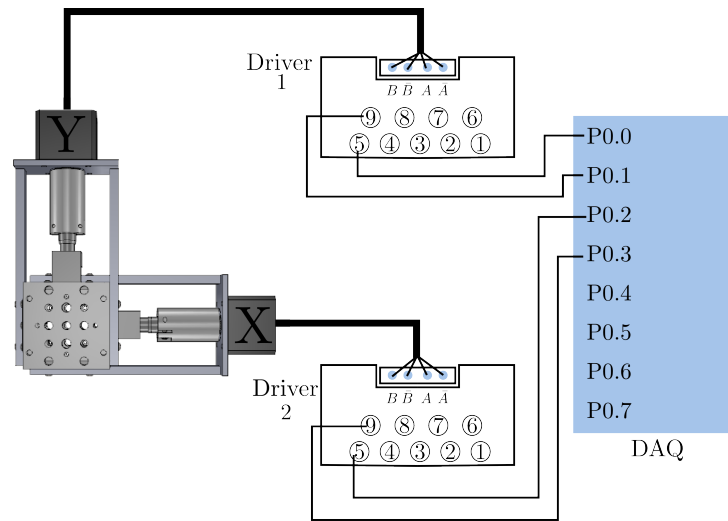 Driver
1
B B̄ A Ā
9 8 7 6
5 4 3 2 1
Y
X
Driver
2
B B̄ A Ā
9 8 7 6
5 4 3 2 1
P0.0
P0.1
P0.2
P0.3
P0.4
P0.5
P0.6
P0.7
DAQ